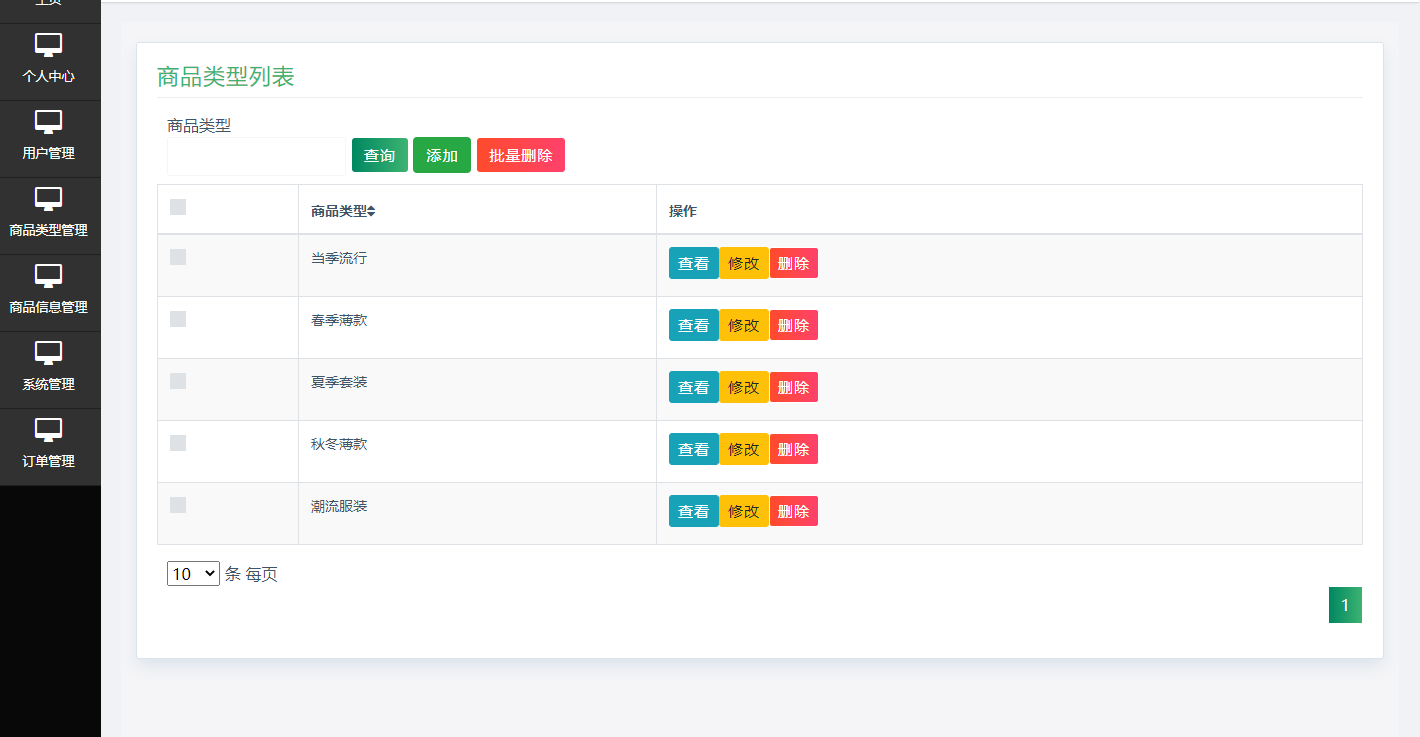 主页
个人中心
用户管理
商品类型管理
商品信息管理
系统管理
订单管理
商品类型列表
商品类型
查询 添加 批量删除
商品类型 操作
当季流行 查看 修改 删除
春季薄款 查看 修改 删除
夏季套装 查看 修改 删除
秋冬薄款 查看 修改 删除
潮流服装 查看 修改 删除
10 条 每页
1